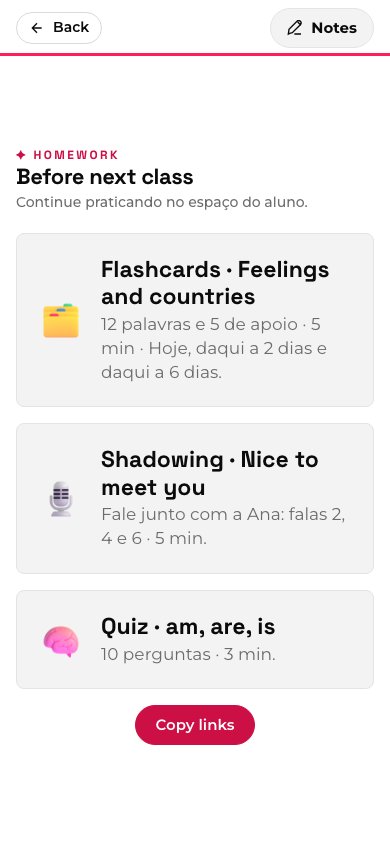 Back
Notes
HOMEWORK
Before next class
Continue praticando no espaço do aluno.
Flashcards · Feelings
and countries
12 palavras e 5 de apoio · 5
min · Hoje, daqui a 2 dias e
daqui a 6 dias.
Shadowing · Nice to
meet you
Fale junto com a Ana: falas 2,
4 e 6 · 5 min.
Quiz · am, are, is
10 perguntas · 3 min.
Copy links